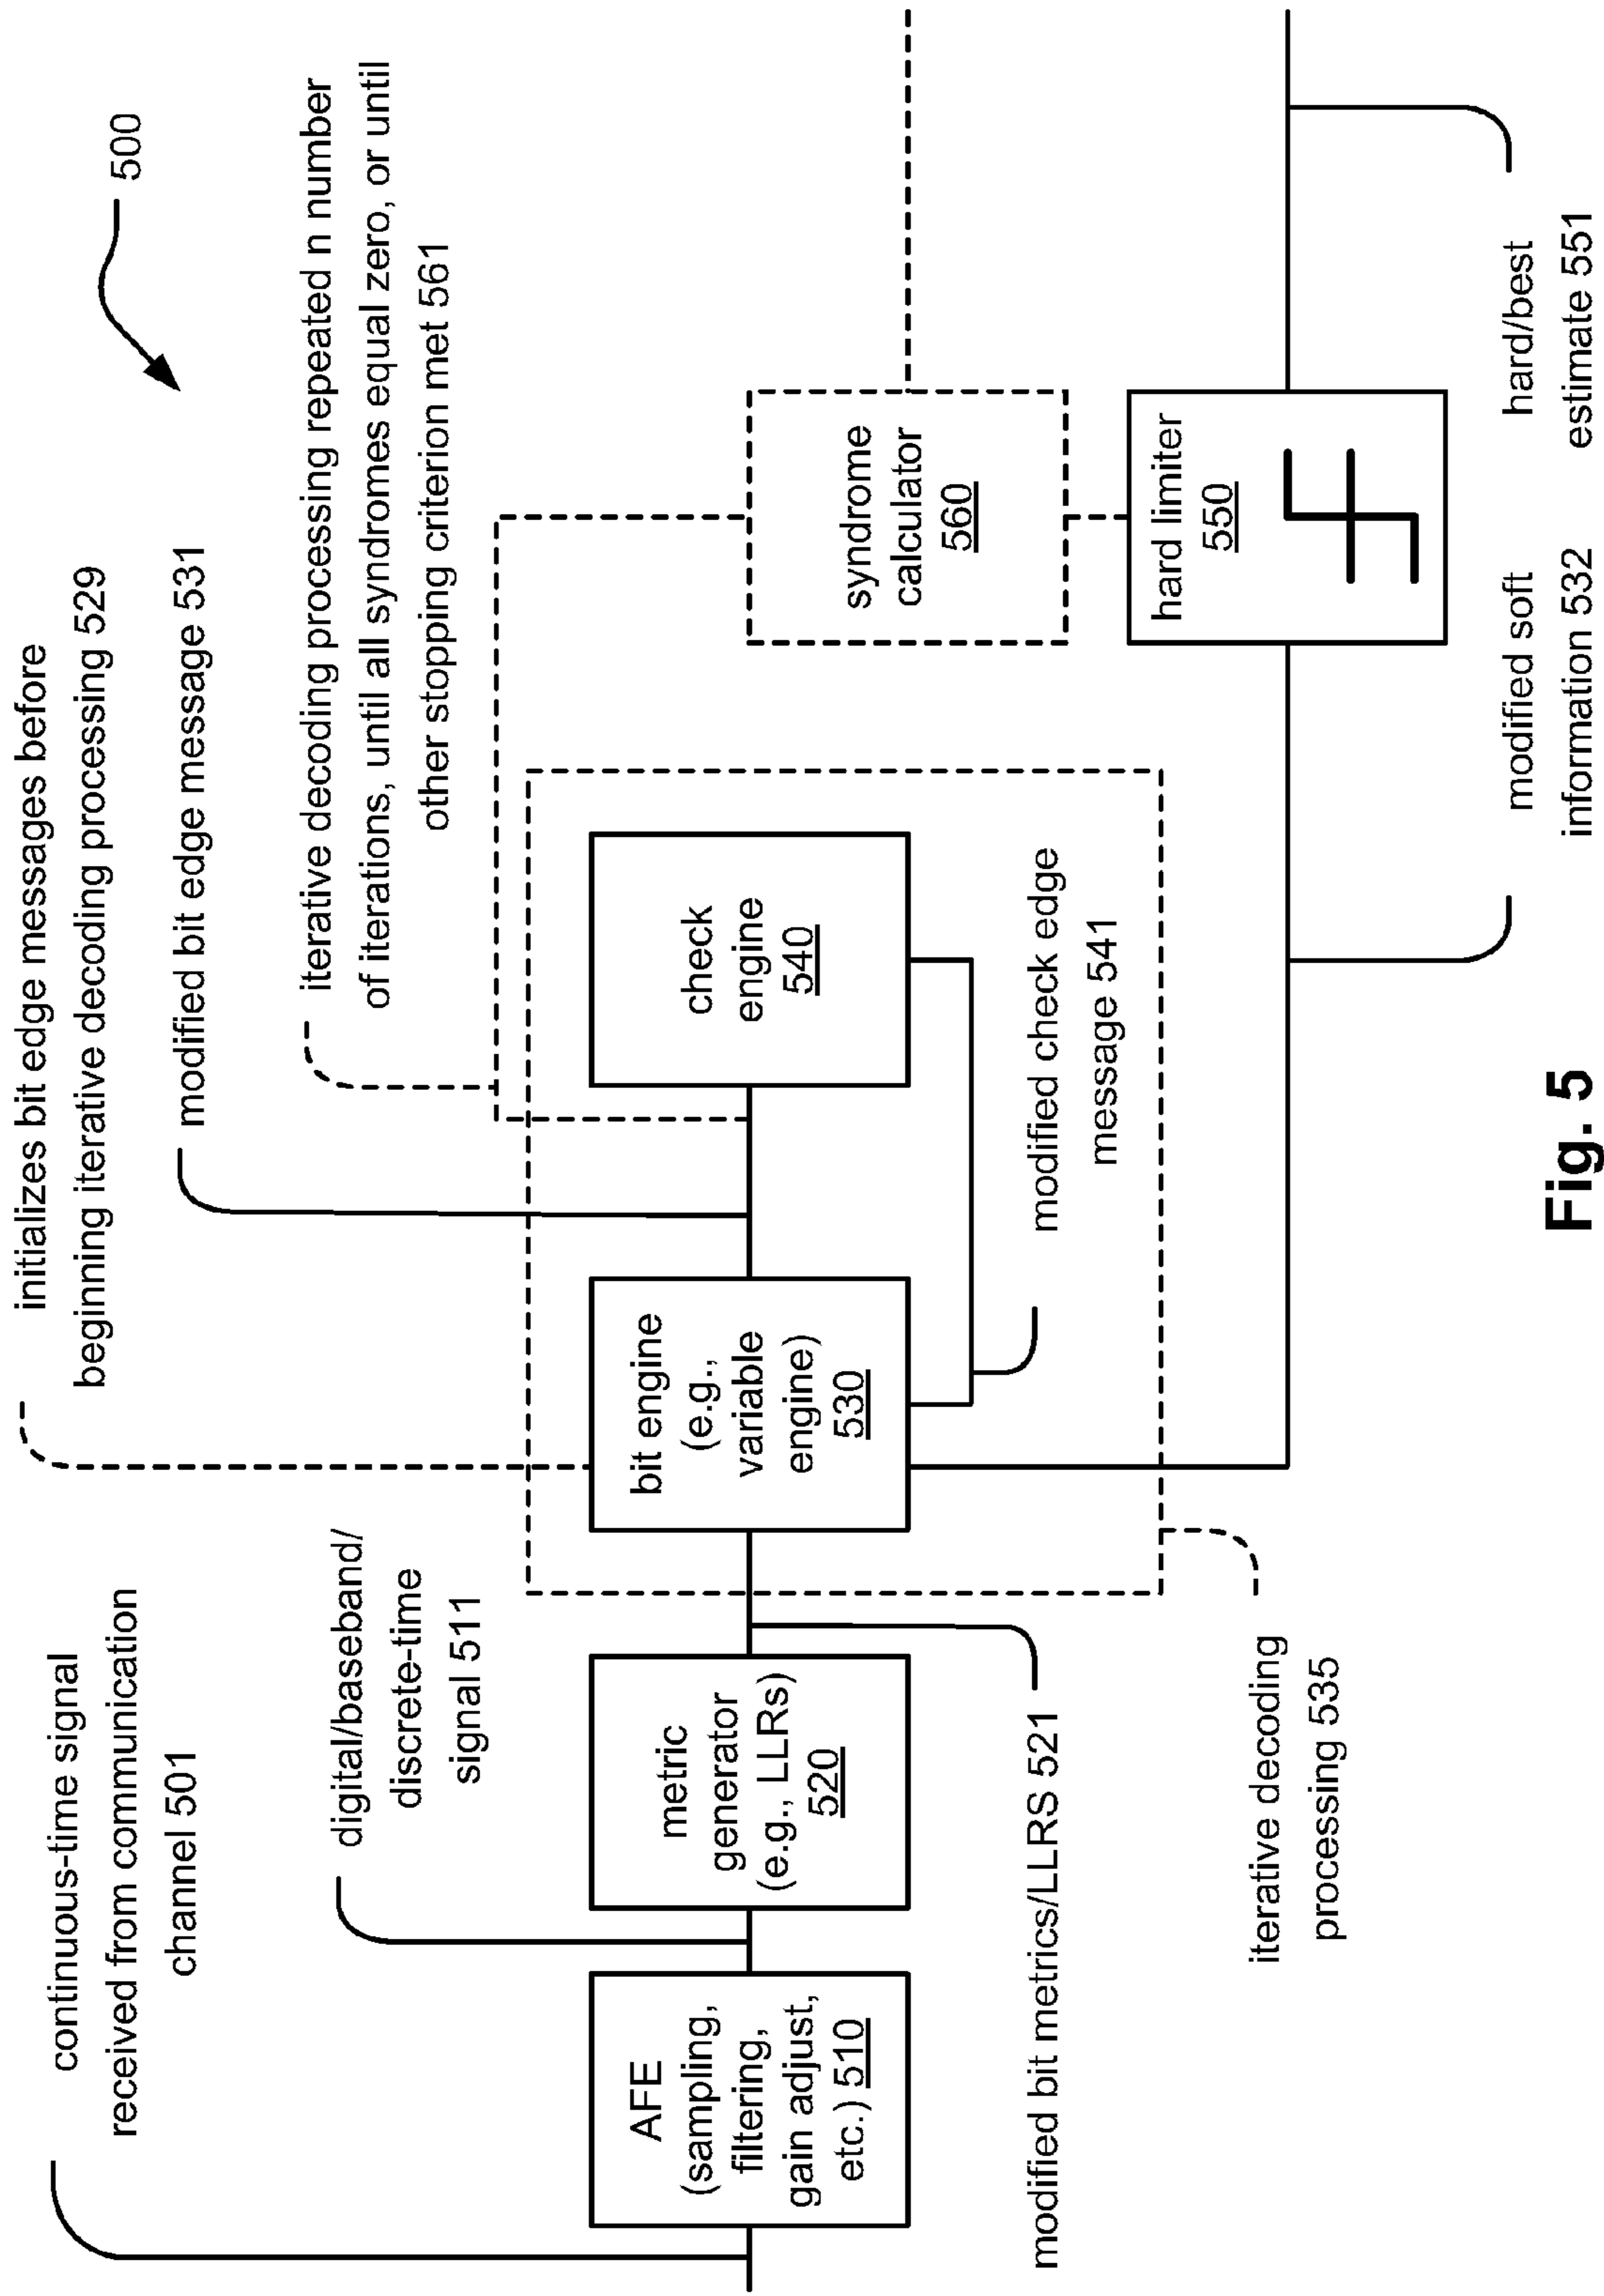 500
initializes bit edge messages before
beginning iterative decoding processing 529
modified bit edge message 531
continuous-time signal
received from communication
channel 501
iterative decoding processing repeated n number
of iterations, until all syndromes equal zero, or until
other stopping criterion met 561
digital/baseband/
discrete-time
signal 511
AFE
(sampling,
filtering,
gain adjust,
etc.) 510
metric
generator
(e.g., LLRs)
520
bit engine
(e.g.,
variable
engine)
530
check
engine
540
syndrome
calculator
560
modified bit metrics/LLRS 521
modified check edge
message 541
hard limiter
550
iterative decoding
processing 535
modified soft
information 532
hard/best
estimate 551
Fig. 5